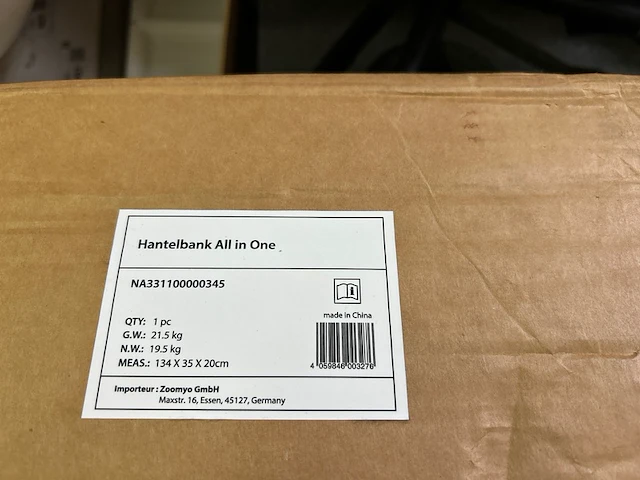 Hantelbank All in One
NA331100000345
made in China
QTY: 1 pc
G.W.: 21.5 kg
N.W.: 19.5 kg
MEAS.: 134 X 35 X 20cm
4 059846 003276
Importeur : Zoomyo GmbH
Maxstr. 16, Essen, 45127, Germany